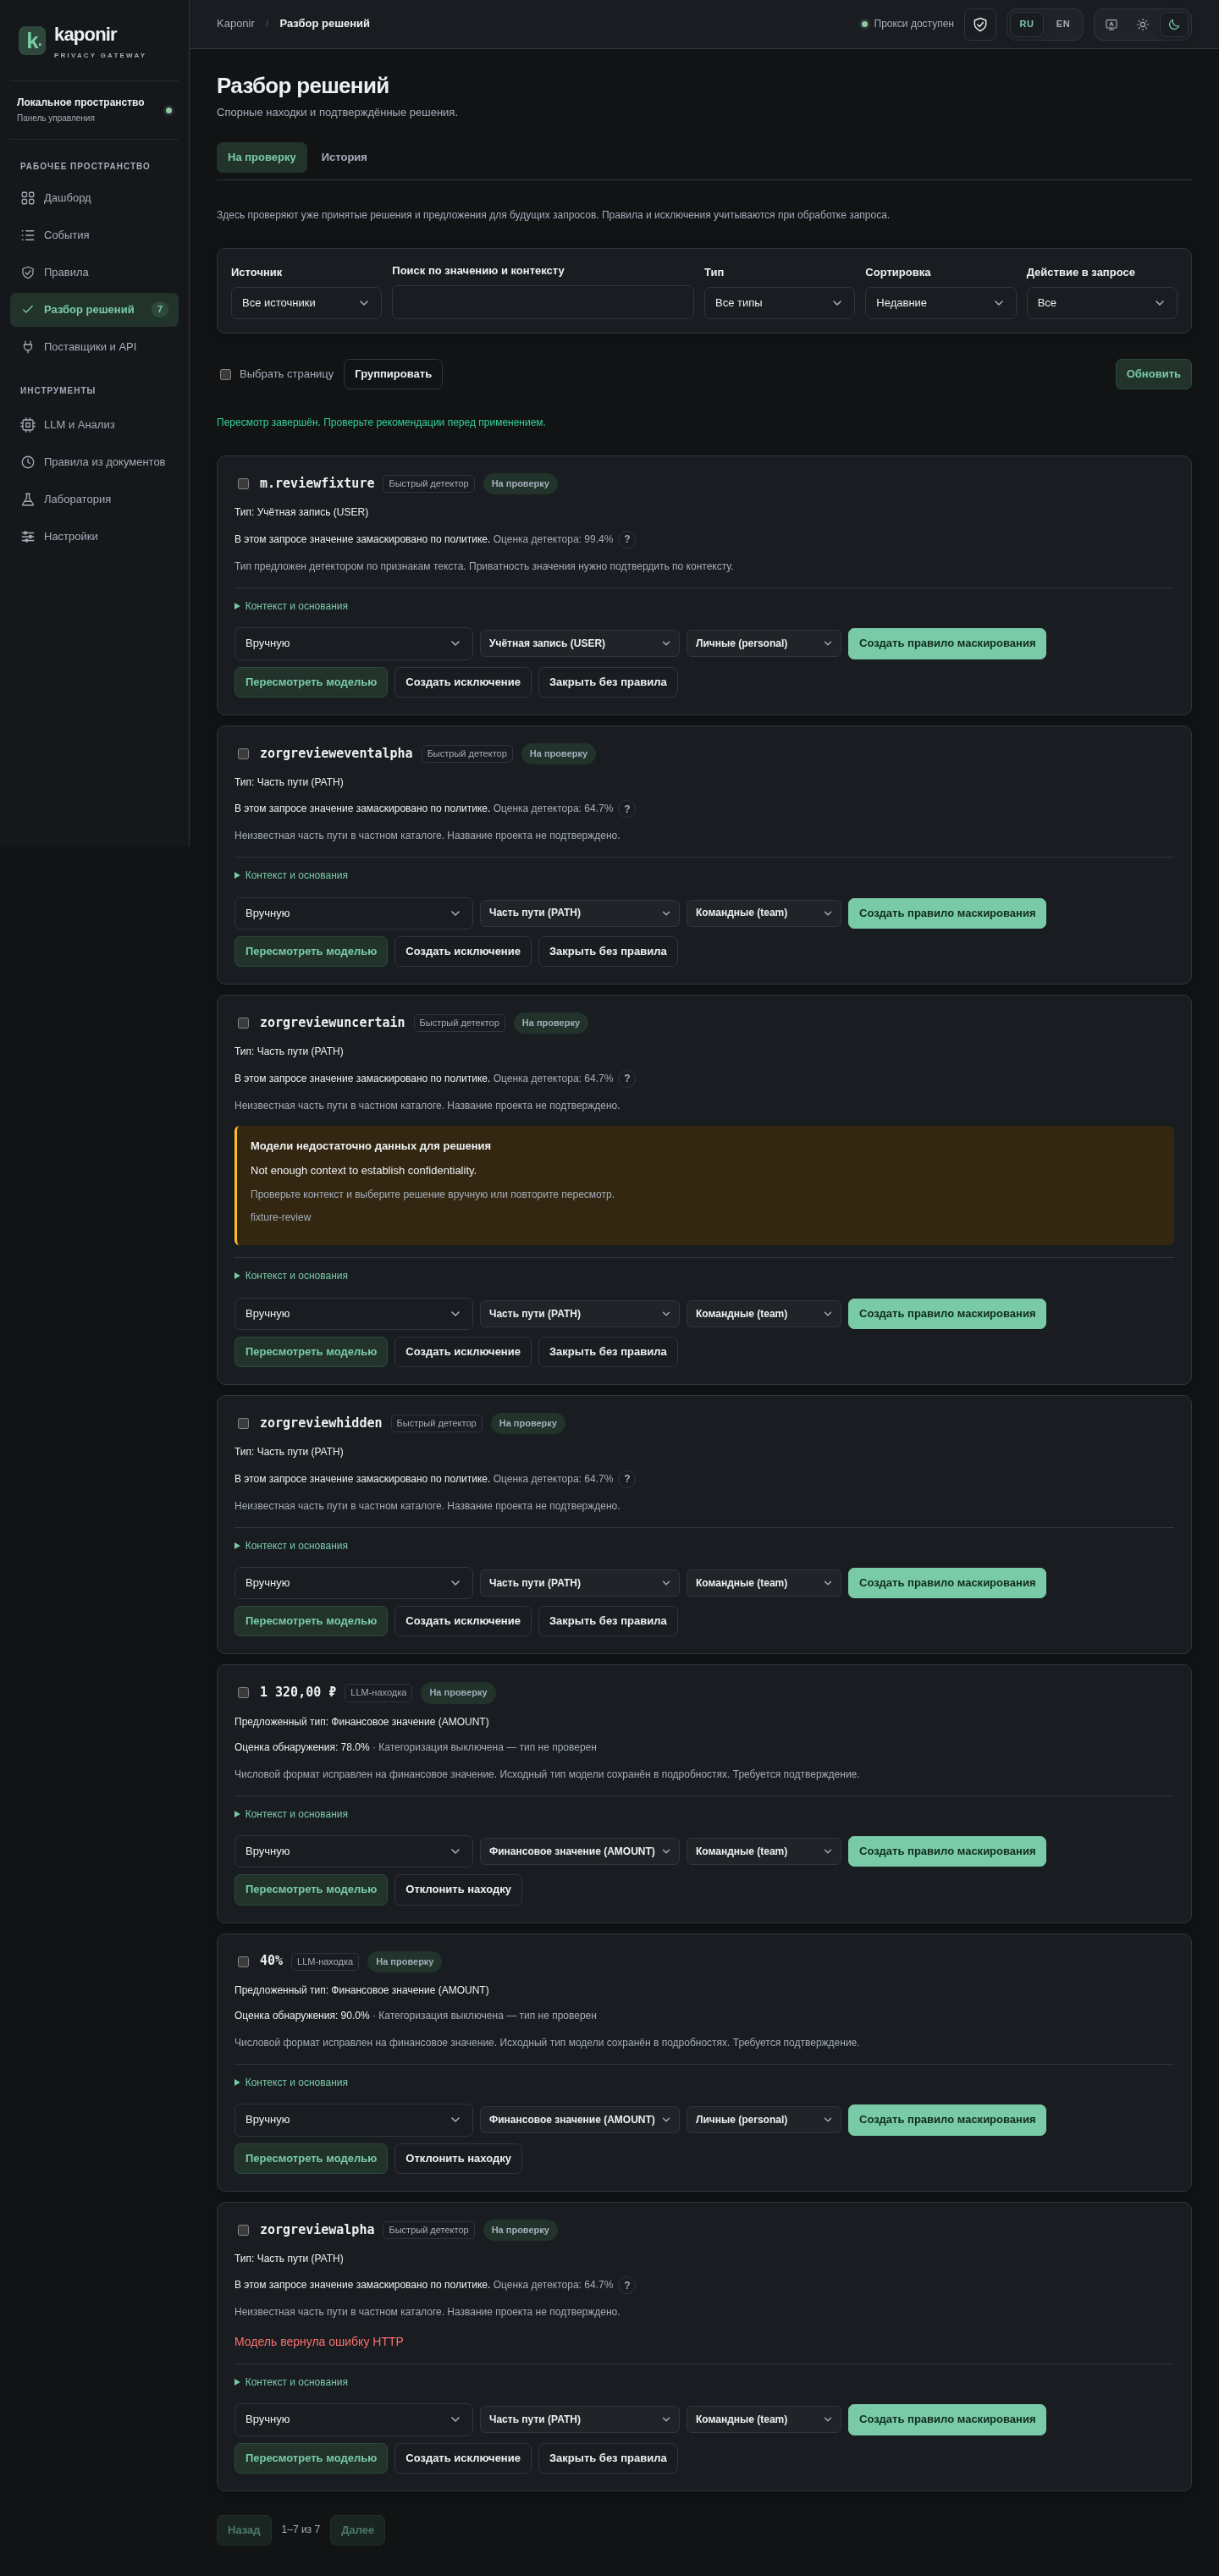 kaponir
PRIVACY GATEWAY
Локальное пространство
Панель управления
РАБОЧЕЕ ПРОСТРАНСТВО
Дашборд
События
Правила
Разбор решений 7
Поставщики и API
ИНСТРУМЕНТЫ
LLM и Анализ
Правила из документов
Лаборатория
Настройки
Kaponir / Разбор решений
Прокси доступен
RU EN
Разбор решений
Спорные находки и подтверждённые решения.
На проверку История
Здесь проверяют уже принятые решения и предложения для будущих запросов. Правила и исключения учитываются при обработке запроса.
Источник Поиск по значению и контексту Тип Сортировка Действие в запросе
Все источники Все типы Недавние Все
Выбрать страницу Группировать Обновить
Пересмотр завершён. Проверьте рекомендации перед применением.
m.reviewfixture Быстрый детектор На проверку
Тип: Учётная запись (USER)
В этом запросе значение замаскировано по политике. Оценка детектора: 99.4% ?
Тип предложен детектором по признакам текста. Приватность значения нужно подтвердить по контексту.
Контекст и основания
Вручную Учётная запись (USER) Личные (personal) Создать правило маскирования
Пересмотреть моделью Создать исключение Закрыть без правила
zorgrevieweventalpha Быстрый детектор На проверку
Тип: Часть пути (PATH)
В этом запросе значение замаскировано по политике. Оценка детектора: 64.7% ?
Неизвестная часть пути в частном каталоге. Название проекта не подтверждено.
Контекст и основания
Вручную Часть пути (PATH) Командные (team) Создать правило маскирования
Пересмотреть моделью Создать исключение Закрыть без правила
zorgreviewuncertain Быстрый детектор На проверку
Тип: Часть пути (PATH)
В этом запросе значение замаскировано по политике. Оценка детектора: 64.7% ?
Неизвестная часть пути в частном каталоге. Название проекта не подтверждено.
Модели недостаточно данных для решения
Not enough context to establish confidentiality.
Проверьте контекст и выберите решение вручную или повторите пересмотр.
fixture-review
Контекст и основания
Вручную Часть пути (PATH) Командные (team) Создать правило маскирования
Пересмотреть моделью Создать исключение Закрыть без правила
zorgreviewhidden Быстрый детектор На проверку
Тип: Часть пути (PATH)
В этом запросе значение замаскировано по политике. Оценка детектора: 64.7% ?
Неизвестная часть пути в частном каталоге. Название проекта не подтверждено.
Контекст и основания
Вручную Часть пути (PATH) Командные (team) Создать правило маскирования
Пересмотреть моделью Создать исключение Закрыть без правила
1 320,00 ₽ LLM-находка На проверку
Предложенный тип: Финансовое значение (AMOUNT)
Оценка обнаружения: 78.0% · Категоризация выключена — тип не проверен
Числовой формат исправлен на финансовое значение. Исходный тип модели сохранён в подробностях. Требуется подтверждение.
Контекст и основания
Вручную Финансовое значение (AMOUNT) Командные (team) Создать правило маскирования
Пересмотреть моделью Отклонить находку
40% LLM-находка На проверку
Предложенный тип: Финансовое значение (AMOUNT)
Оценка обнаружения: 90.0% · Категоризация выключена — тип не проверен
Числовой формат исправлен на финансовое значение. Исходный тип модели сохранён в подробностях. Требуется подтверждение.
Контекст и основания
Вручную Финансовое значение (AMOUNT) Личные (personal) Создать правило маскирования
Пересмотреть моделью Отклонить находку
zorgreviewalpha Быстрый детектор На проверку
Тип: Часть пути (PATH)
В этом запросе значение замаскировано по политике. Оценка детектора: 64.7% ?
Неизвестная часть пути в частном каталоге. Название проекта не подтверждено.
Модель вернула ошибку HTTP
Контекст и основания
Вручную Часть пути (PATH) Командные (team) Создать правило маскирования
Пересмотреть моделью Создать исключение Закрыть без правила
Назад 1–7 из 7 Далее